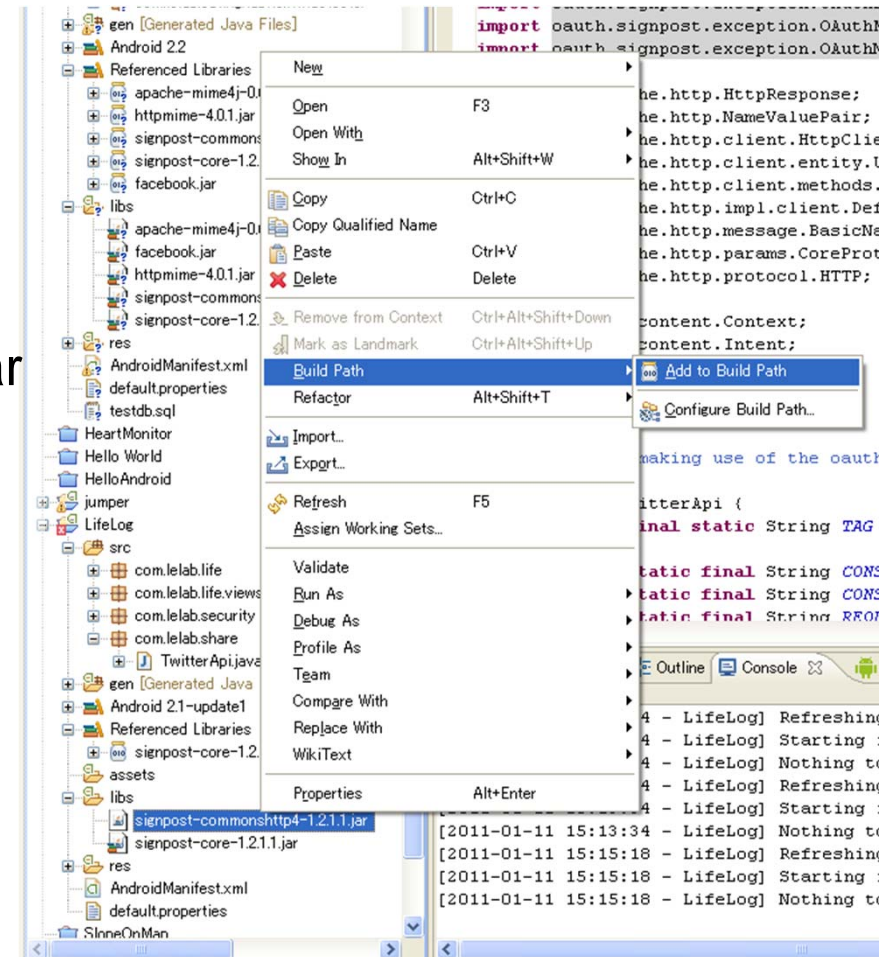 gen [Generated Java Files]
Android 2.2
Referenced Libraries
apache-mime4j-0.
httpmime-4.0.1.jar
signpost-commons
signpost-core-1.2.
facebook.jar
libs
apache-mime4j-0.
facebook.jar
httpmime-4.0.1.jar
signpost-commons
signpost-core-1.2.
res
AndroidManifest.xml
default.properties
testdb.sql
HeartMonitor
Hello World
HelloAndroid
jumper
LifeLog
src
com.lelab.life
com.lelab.life.views
com.lelab.security
com.lelab.share
TwitterApi.java
gen [Generated Java
Android 2.1-update1
Referenced Libraries
signpost-core-1.2.
assets
libs
signpost-commonshttp4-1.2.1.1.jar
signpost-core-1.2.1.1.jar
res
AndroidManifest.xml
default.properties
SlopeOnMap
ar
New
Open F3
Open With
Show In Alt+Shift+W
Copy Ctrl+C
Copy Qualified Name
Paste Ctrl+V
Delete Delete
Remove from Context Ctrl+Alt+Shift+Down
Mark as Landmark Ctrl+Alt+Shift+Up
Build Path
Refactor Alt+Shift+T
Import...
Export...
Refresh F5
Assign Working Sets...
Validate
Run As
Debug As
Profile As
Team
Compare With
Replace With
WikiText
Properties Alt+Enter
Add to Build Path
Configure Build Path...
import oauth.signpost.exception.OAuthM
import oauth.signpost.exception.OAuthN
he.http.HttpResponse;
he.http.NameValuePair;
he.http.client.HttpClie
he.http.client.entity.U
he.http.client.methods.
he.http.impl.client.Def
he.http.message.BasicNa
he.http.params.CoreProt
he.http.protocol.HTTP;
content.Context;
content.Intent;
making use of the oauth
itterApi {
inal static String TAG
tatic final String CONS
tatic final String CONS
tatic final String REQU
Outline Console
4 - LifeLog] Refreshing
4 - LifeLog] Starting
4 - LifeLog] Nothing to
4 - LifeLog] Refreshing
4 - LifeLog] Starting
[2011-01-11 15:13:34 - LifeLog] Nothing to
[2011-01-11 15:15:18 - LifeLog] Refreshing
[2011-01-11 15:15:18 - LifeLog] Starting
[2011-01-11 15:15:18 - LifeLog] Nothing to